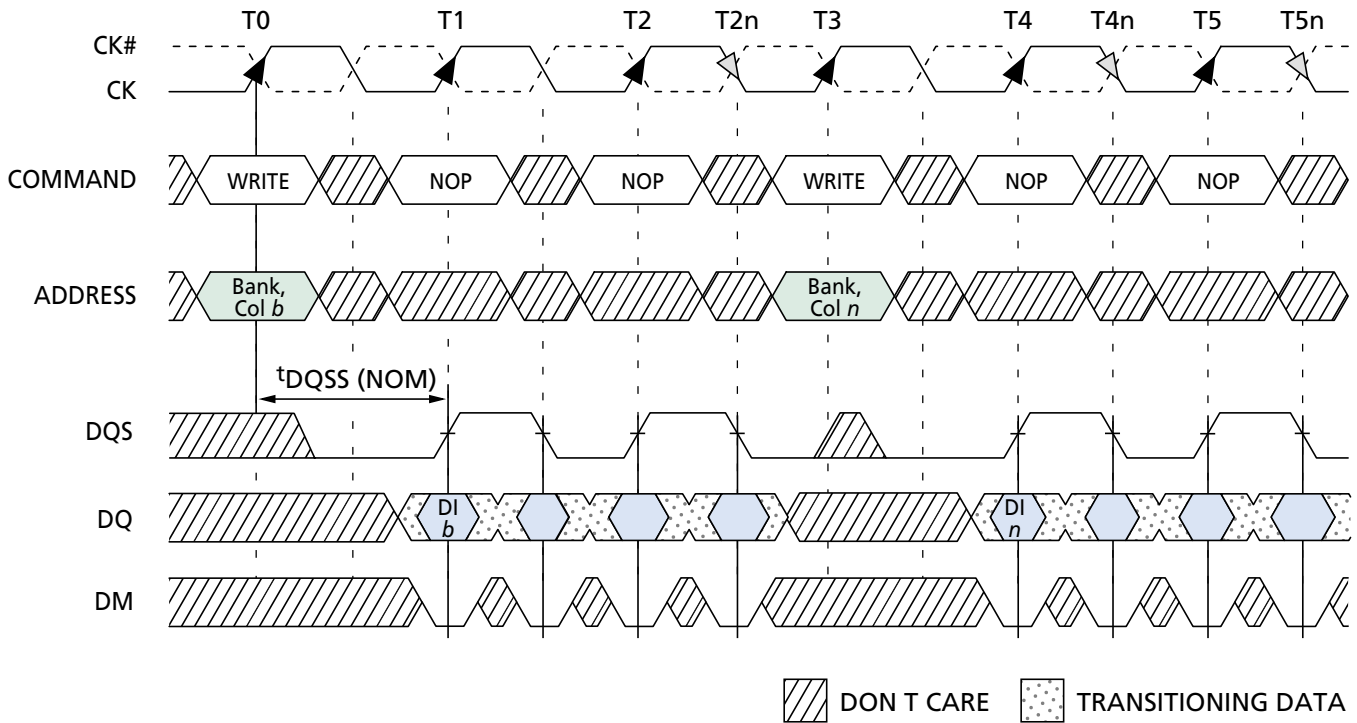 T0 T1 T2 T2n T3 T4 T4n T5 T5n
CK#
CK
COMMAND WRITE NOP NOP WRITE NOP NOP
ADDRESS Bank, Col b Bank, Col n
tDQSS (NOM)
DQS
DQ DI b DI n
DM
DON T CARE TRANSITIONING DATA